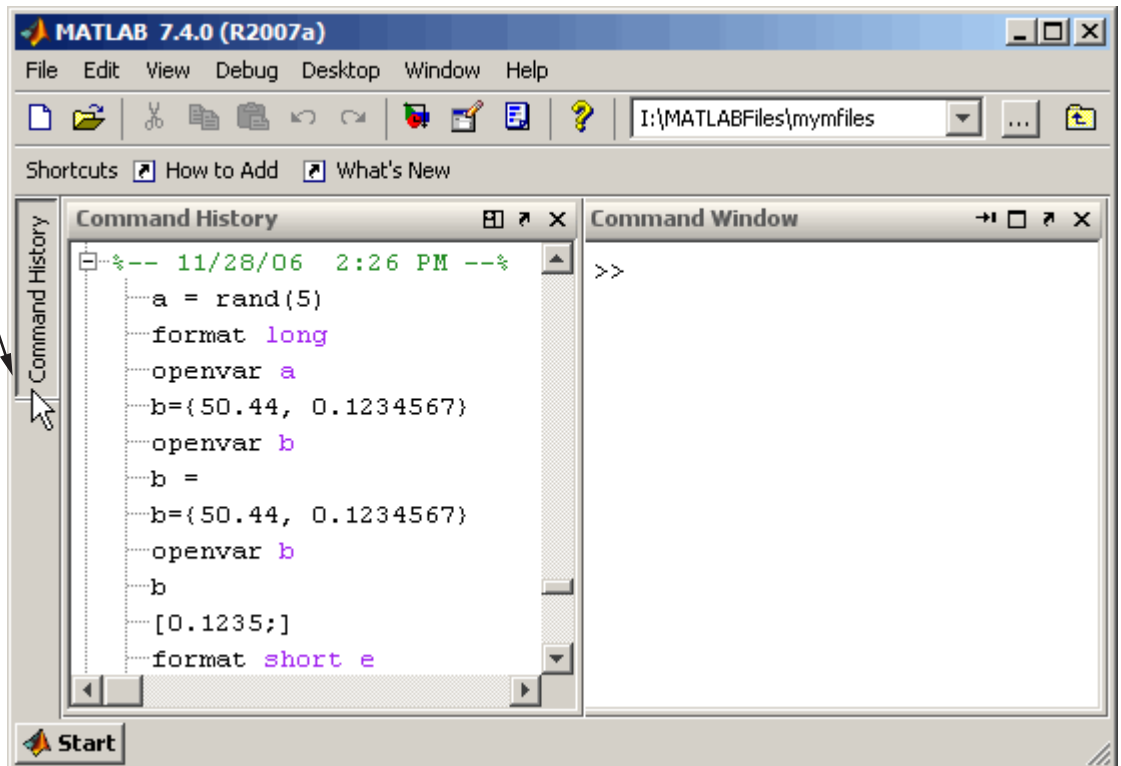 MATLAB 7.4.0 (R2007a)
File Edit View Debug Desktop Window Help
I:\MATLABFiles\mymfiles ...
Shortcuts How to Add What's New
Command History
Command History
%-- 11/28/06 2:26 PM --%
a = rand(5)
format long
openvar a
b={50.44, 0.1234567}
openvar b
b =
b={50.44, 0.1234567}
openvar b
b
[0.1235;]
format short e
Command Window
>>
Start